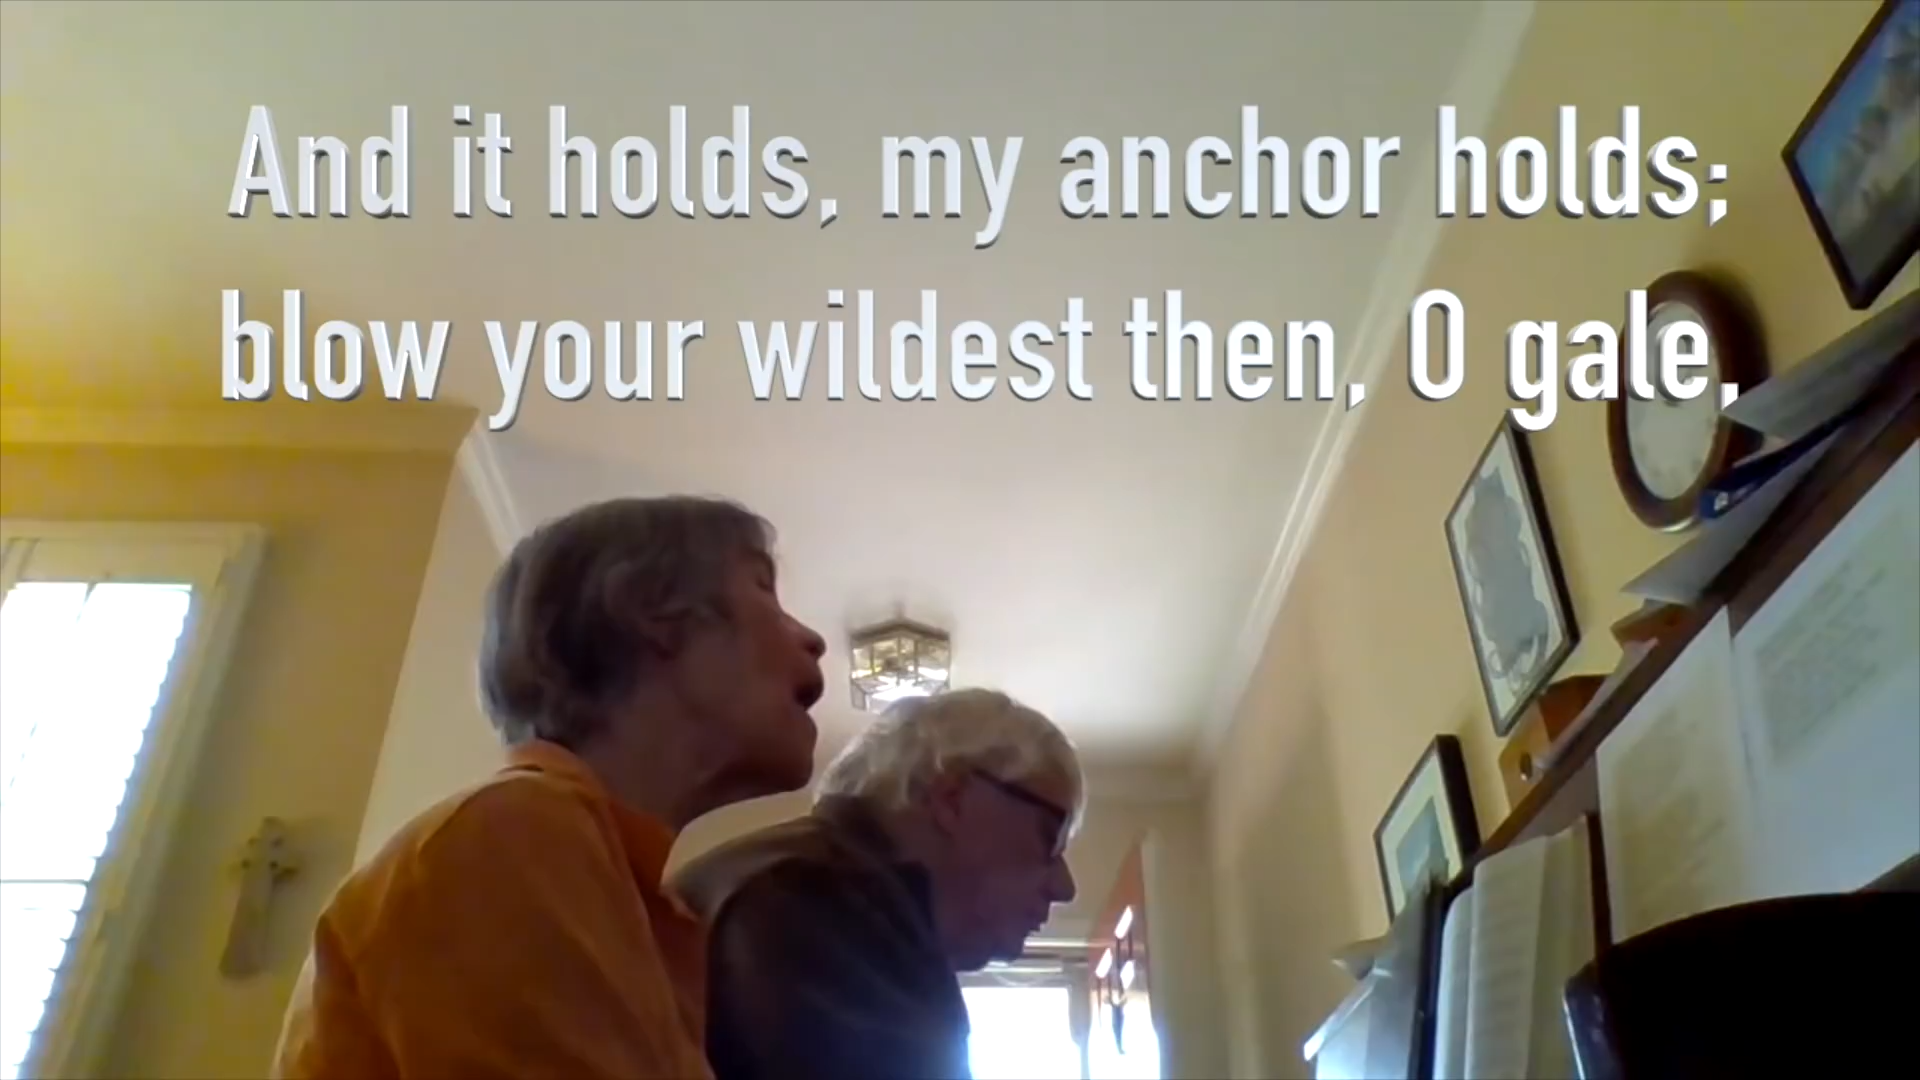 And it holds, my anchor holds;
blow your wildest then, O gale,